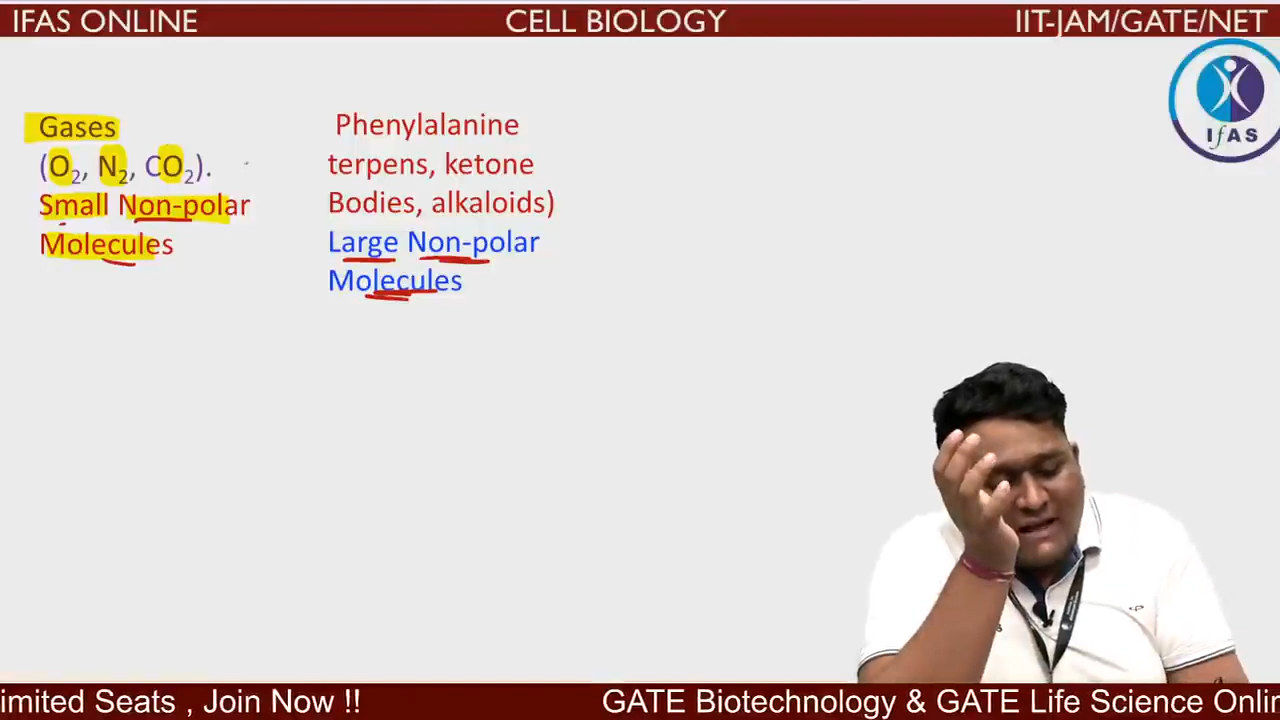 IFAS ONLINE
CELL BIOLOGY
IIT-JAM/GATE/NET
IfAS
Gases
(O₂, N₂, CO₂).
Small Non-polar
Molecules
Phenylalanine
terpens, ketone
Bodies, alkaloids)
Large Non-polar
Molecules
imited Seats , Join Now !!
GATE Biotechnology & GATE Life Science Onlin